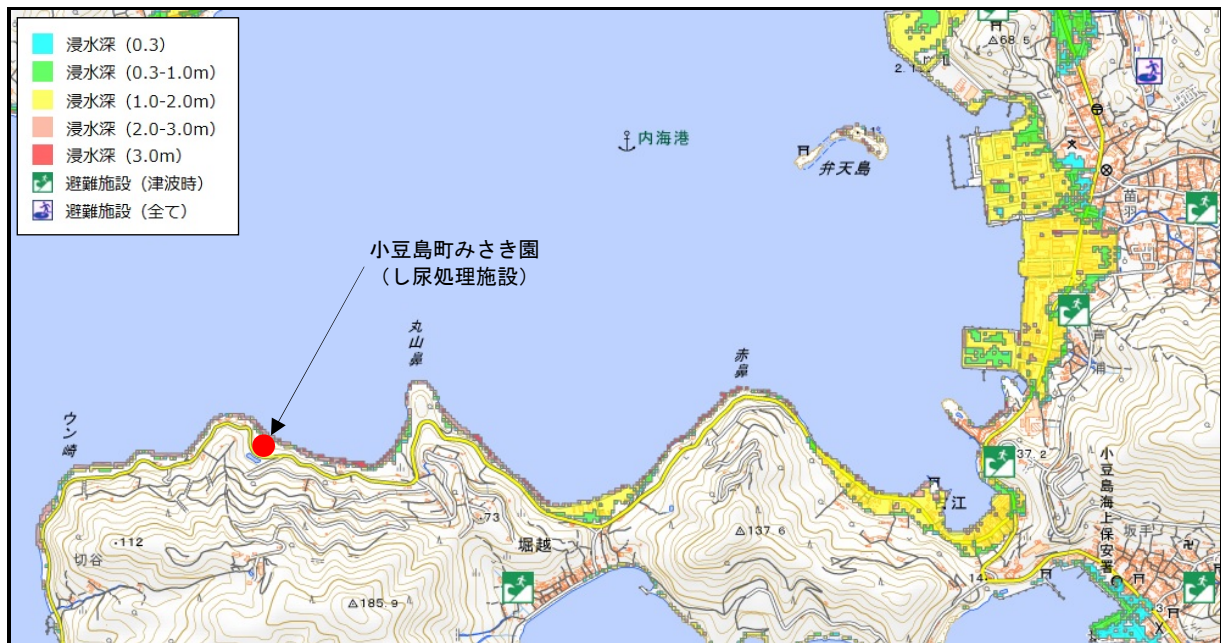 浸水深（0.3）
浸水深（0.3-1.0m）
浸水深（1.0-2.0m）
浸水深（2.0-3.0m）
浸水深（3.0m）
避難施設（津波時）
避難施設（全て）
68.5
内海港
弁天島
苗羽
小豆島町みさき園
（し尿処理施設）
丸山鼻
赤鼻
芦ノ浦
ウン崎
37.2
小豆島海上保安署
江
坂手
73
137.6
堀越
112
切谷
185.9